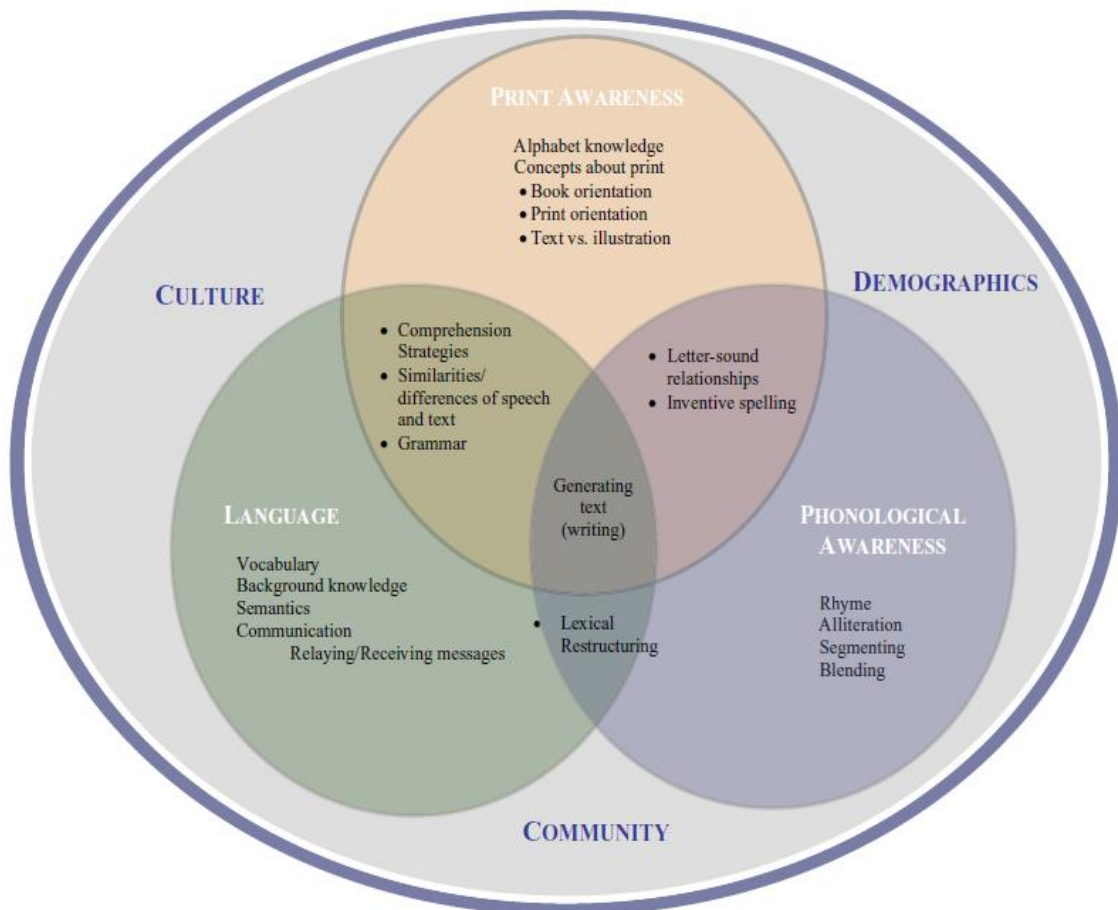 PRINT AWARENESS
Alphabet knowledge
Concepts about print
• Book orientation
• Print orientation
• Text vs. illustration
CULTURE
DEMOGRAPHICS
• Comprehension
Strategies
• Similarities/
differences of speech
and text
• Grammar
• Letter-sound
relationships
• Inventive spelling
Generating
text
(writing)
LANGUAGE
Vocabulary
Background knowledge
Semantics
Communication
Relaying/Receiving messages
PHONOLOGICAL
AWARENESS
Rhyme
Alliteration
Segmenting
Blending
• Lexical
Restructuring
COMMUNITY